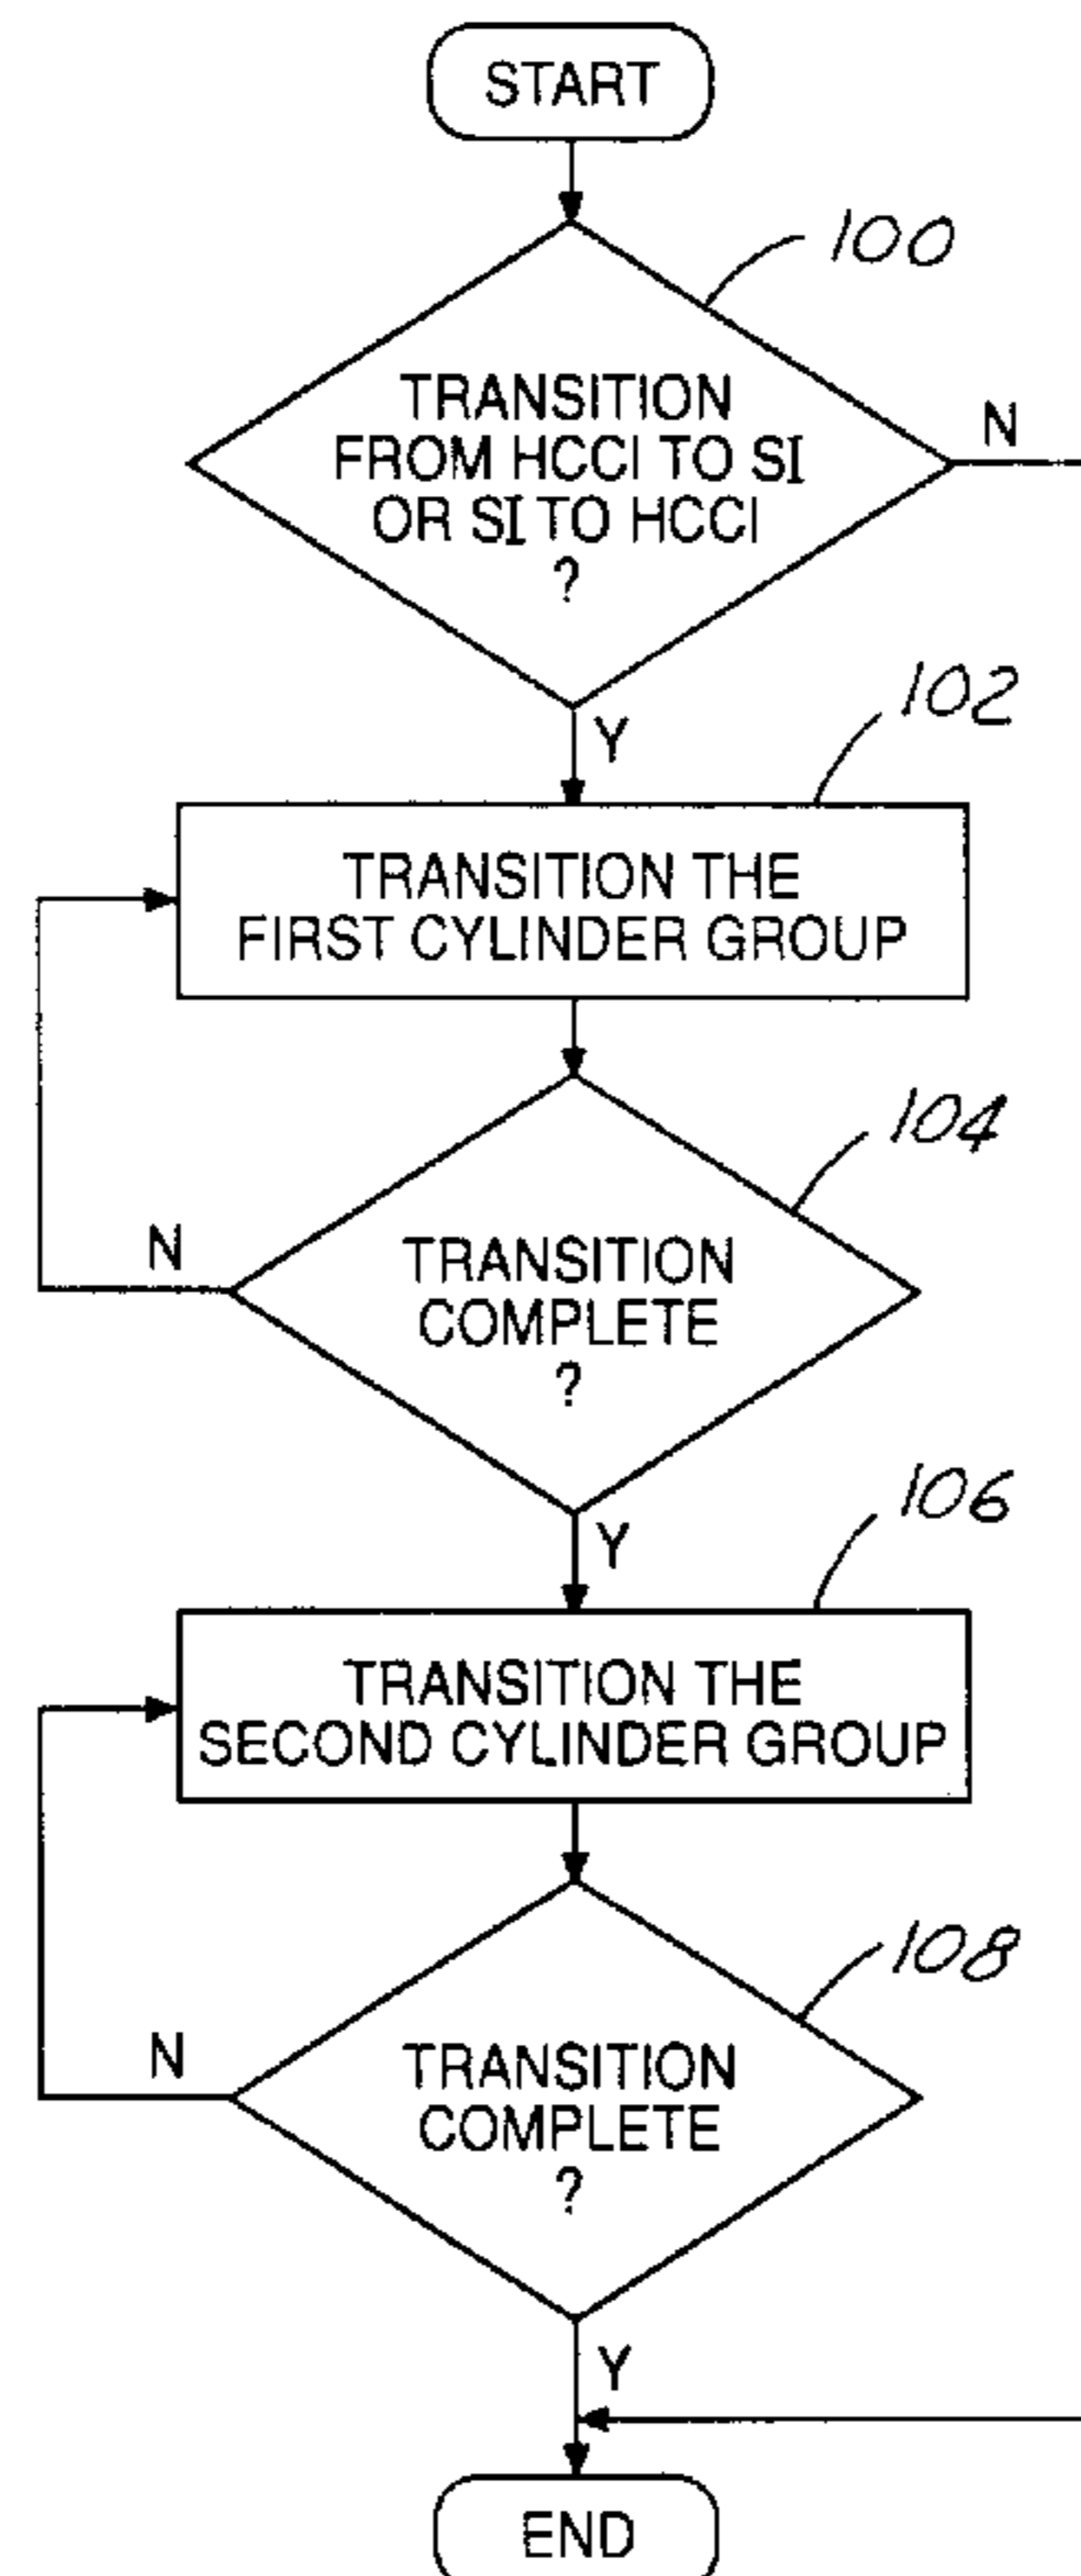 START
100
TRANSITION
FROM HCCI TO SI
OR SI TO HCCI
?
N
Y
102
TRANSITION THE
FIRST CYLINDER GROUP
104
TRANSITION
COMPLETE
?
N
Y
106
TRANSITION THE
SECOND CYLINDER GROUP
108
TRANSITION
COMPLETE
?
N
Y
END